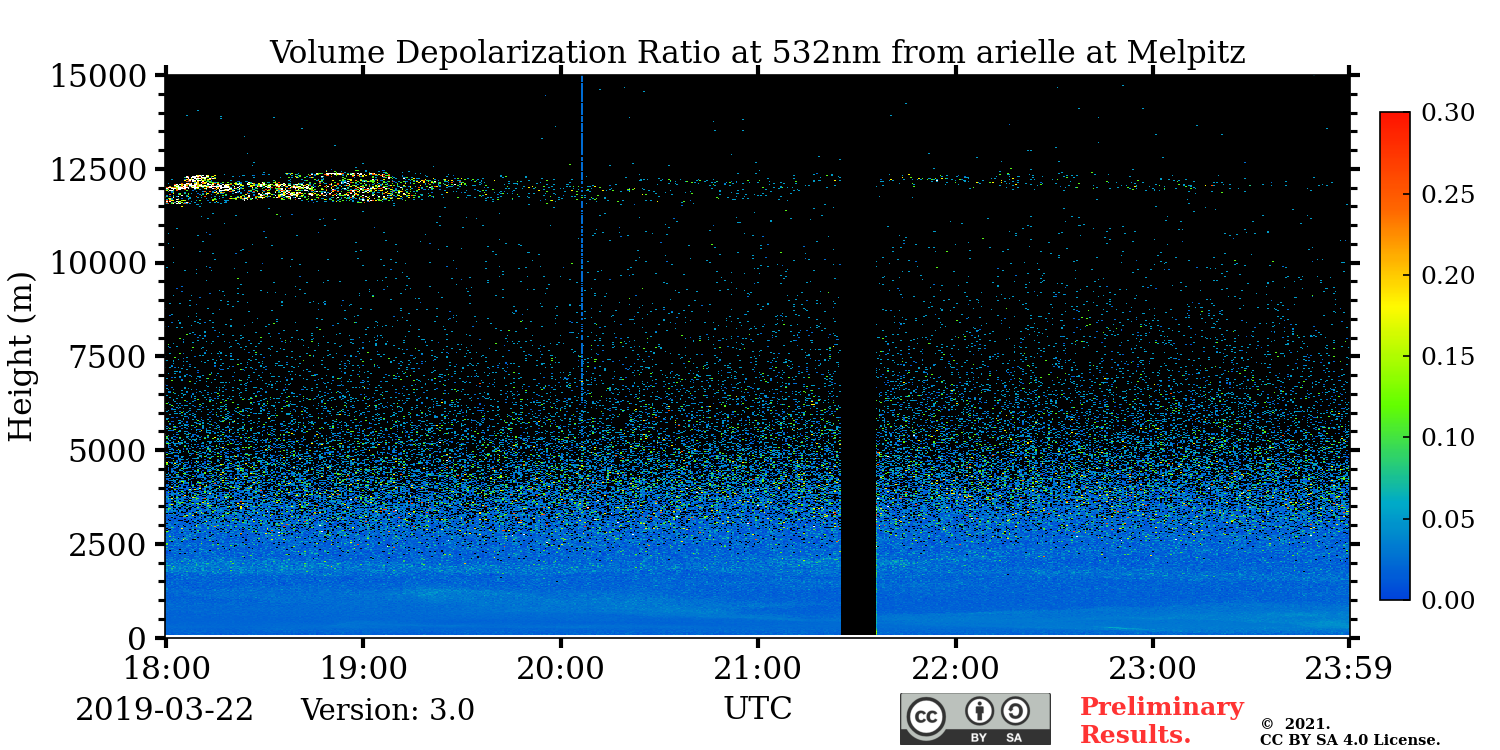 Volume Depolarization Ratio at 532nm from arielle at Melpitz
15000
12500
10000
7500
5000
2500
0
Height (m)
0.30
0.25
0.20
0.15
0.10
0.05
0.00
18:00 19:00 20:00 21:00 22:00 23:00 23:59
2019-03-22 Version: 3.0 UTC
cc BY SA
Preliminary
Results.
© 2021.
CC BY SA 4.0 License.